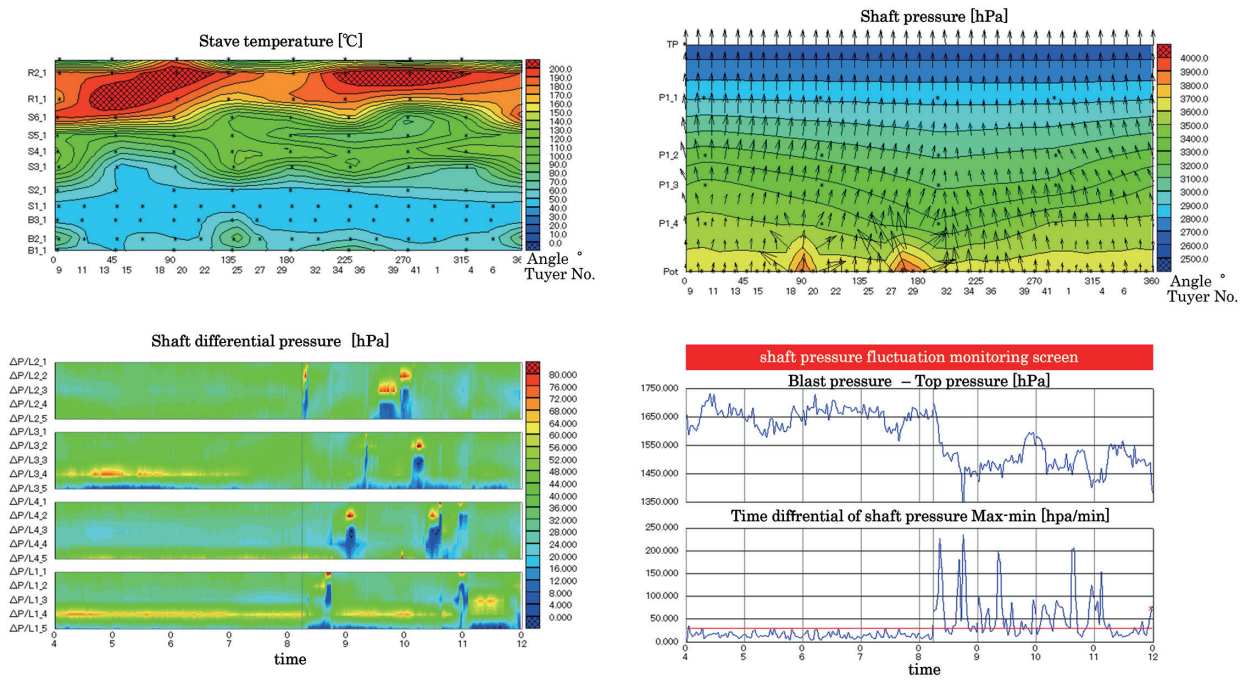 Stave temperature [℃]
R2_1
R1_1
S6_1
S5_1
S4_1
S3_1
S2_1
S1_1
B3_1
B2_1
B1_1
200.0
190.0
180.0
170.0
160.0
150.0
140.0
130.0
120.0
110.0
100.0
90.0
80.0
70.0
60.0
50.0
40.0
30.0
20.0
10.0
0.0
0 45 90 135 180 225 270 315 36
Angle °
9 11 13 15 18 20 22 25 27 29 32 34 36 39 41 1 4 6
Tuyer No.
Shaft pressure [hPa]
TP
P1_1
P1_2
P1_3
P1_4
Pot
4000.0
3900.0
3800.0
3700.0
3600.0
3500.0
3400.0
3300.0
3200.0
3100.0
3000.0
2900.0
2800.0
2700.0
2600.0
2500.0
0 45 90 135 180 225 270 315 360
Angle °
9 11 13 15 18 20 22 25 27 29 32 34 36 39 41 1 4 6
Tuyer No.
Shaft differential pressure [hPa]
ΔP/L2_1
ΔP/L2_2
ΔP/L2_3
ΔP/L2_4
ΔP/L2_5
ΔP/L3_1
ΔP/L3_2
ΔP/L3_3
ΔP/L3_4
ΔP/L3_5
ΔP/L4_1
ΔP/L4_2
ΔP/L4_3
ΔP/L4_4
ΔP/L4_5
ΔP/L1_1
ΔP/L1_2
ΔP/L1_3
ΔP/L1_4
ΔP/L1_5
80.000
76.000
72.000
68.000
64.000
60.000
56.000
52.000
48.000
44.000
40.000
36.000
32.000
28.000
24.000
20.000
16.000
12.000
8.000
4.000
0.000
4 0 0 0 0 9 10 0 12
time
shaft pressure fluctuation monitoring screen
Blast pressure – Top pressure [hPa]
1750.000
1650.000
1550.000
1450.000
1350.000
Time diffrential of shaft pressure Max-min [hpa/min]
250.000
200.000
150.000
100.000
50.000
0.000
4 0 0 0 0 9 10 11 12
time